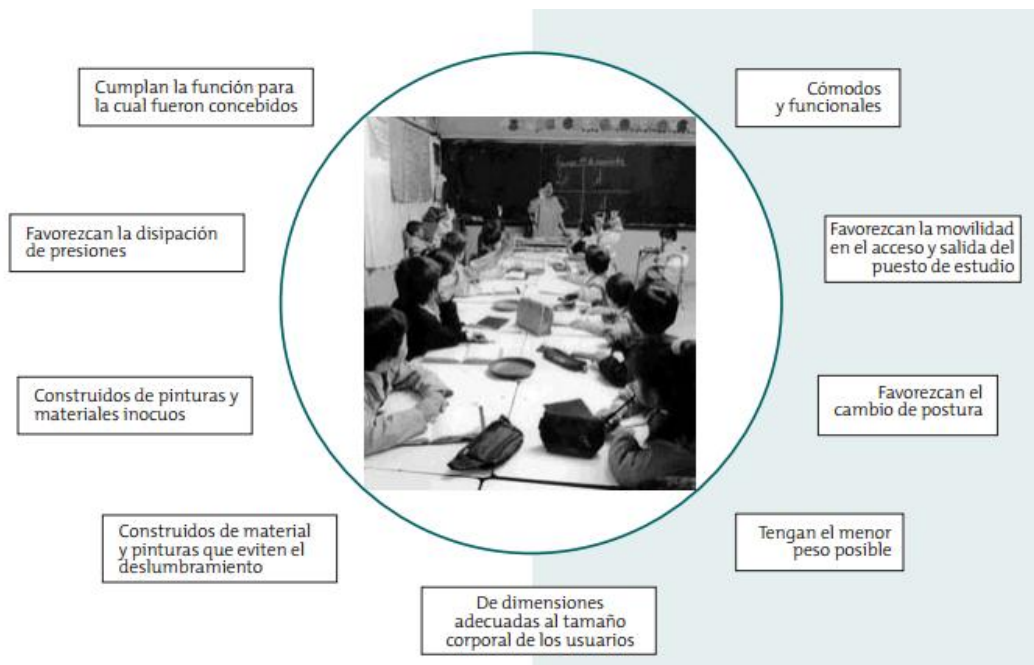 Cumplan la función para
la cual fueron concebidos
Cómodos
y funcionales
Favorezcan la disipación
de presiones
Favorezcan la movilidad
en el acceso y salida del
puesto de estudio
Construidos de pinturas y
materiales inocuos
Favorezcan el
cambio de postura
Construidos de material
y pinturas que eviten el
deslumbramiento
Tengan el menor
peso posible
De dimensiones
adecuadas al tamaño
corporal de los usuarios